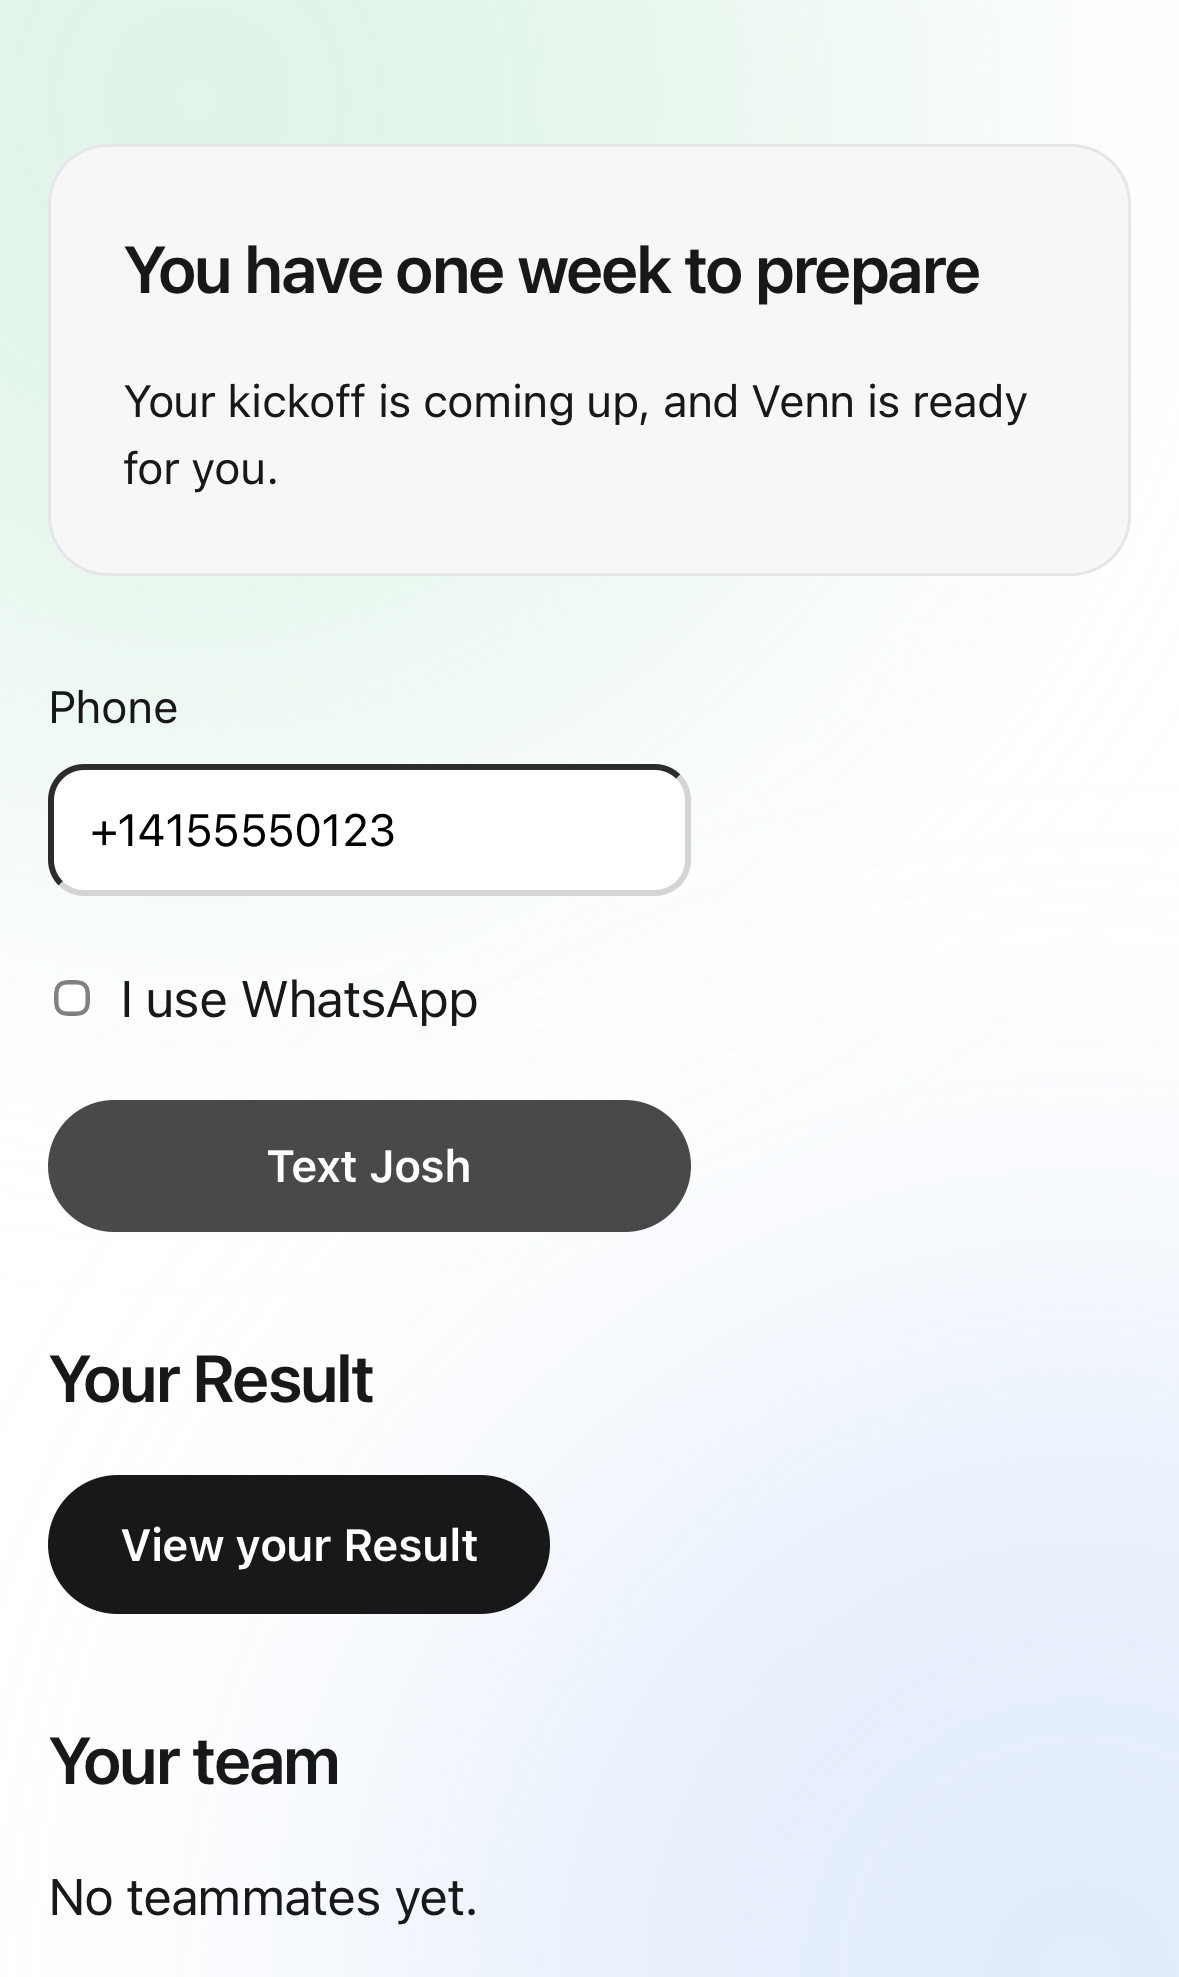 You have one week to prepare
Your kickoff is coming up, and Venn is ready
for you.
Phone
+14155550123
I use WhatsApp
Text Josh
Your Result
View your Result
Your team
No teammates yet.